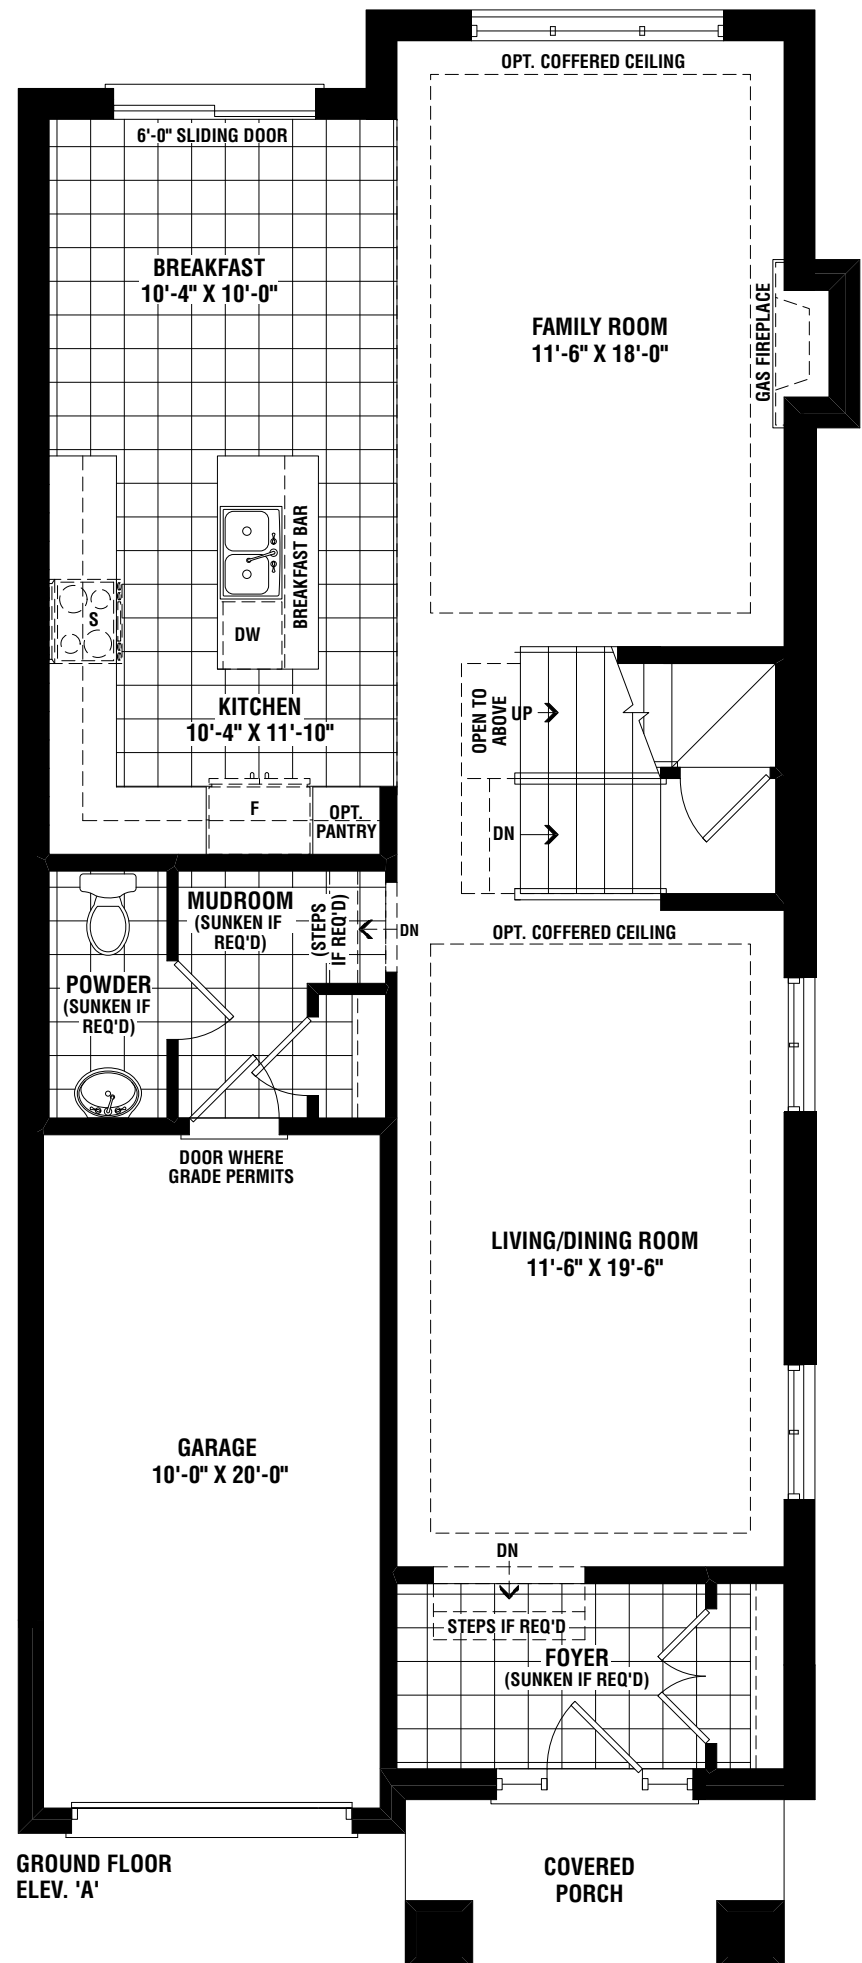 OPT. COFFERED CEILING
6'-0" SLIDING DOOR
BREAKFAST
10'-4" X 10'-0"
FAMILY ROOM
11'-6" X 18'-0"
GAS FIREPLACE
BREAKFAST BAR
S
DW
KITCHEN
10'-4" X 11'-10"
OPEN TO
ABOVE
UP
F
OPT.
PANTRY
DN
MUDROOM
(SUNKEN IF
REQ'D)
(STEPS
IF REQ'D)
DN
OPT. COFFERED CEILING
POWDER
(SUNKEN IF
REQ'D)
DOOR WHERE
GRADE PERMITS
LIVING/DINING ROOM
11'-6" X 19'-6"
GARAGE
10'-0" X 20'-0"
DN
STEPS IF REQ'D
FOYER
(SUNKEN IF REQ'D)
GROUND FLOOR
ELEV. 'A'
COVERED
PORCH